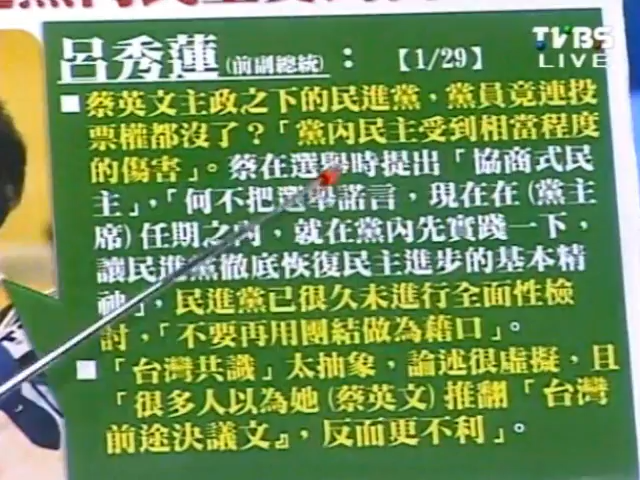 TVBS
LIVE
呂秀蓮(前副總統)：【1/29】
■蔡英文主政之下的民進黨，黨員竟連投
票權都沒了？「黨內民主受到相當程度
的傷害」。蔡在選舉時提出「協商式民
主」，「何不把選舉諾言，現在在(黨主
席)任期之內，就在黨內先實踐一下，
讓民進黨徹底恢復民主進步的基本精
神」，民進黨已很久未進行全面性檢
討，「不要再用團結做為藉口」。
■「台灣共識」太抽象，論述很虛擬，且
「很多人以為她(蔡英文)推翻「台灣
前途決議文』，反而更不利」。